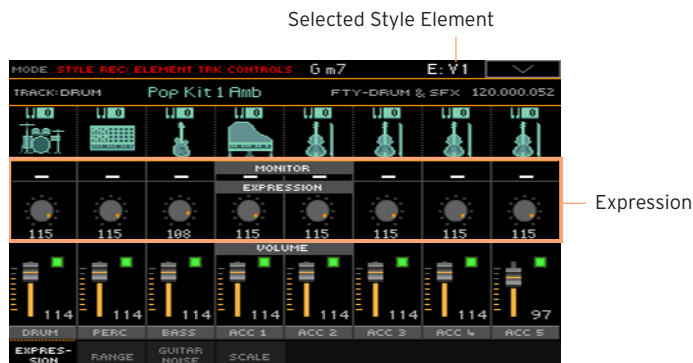 Selected Style Element
MODE STYLE REC: ELEMENT TRK CONTROLS G m7 E: V1
TRACK: DRUM Pop Kit 1 Amb FTY-DRUM & SFX 120.000.052
U 0 U 0 U 0 U 0 U 0 U 0 U 0 U 0
MONITOR
EXPRESSION
115 115 108 115 115 115 115 115
Expression
VOLUME
114 114 114 114 114 114 114 97
DRUM PERC BASS ACC 1 ACC 2 ACC 3 ACC 4 ACC 5
EXPRES-
SION RANGE GUITAR
NOISE SCALE